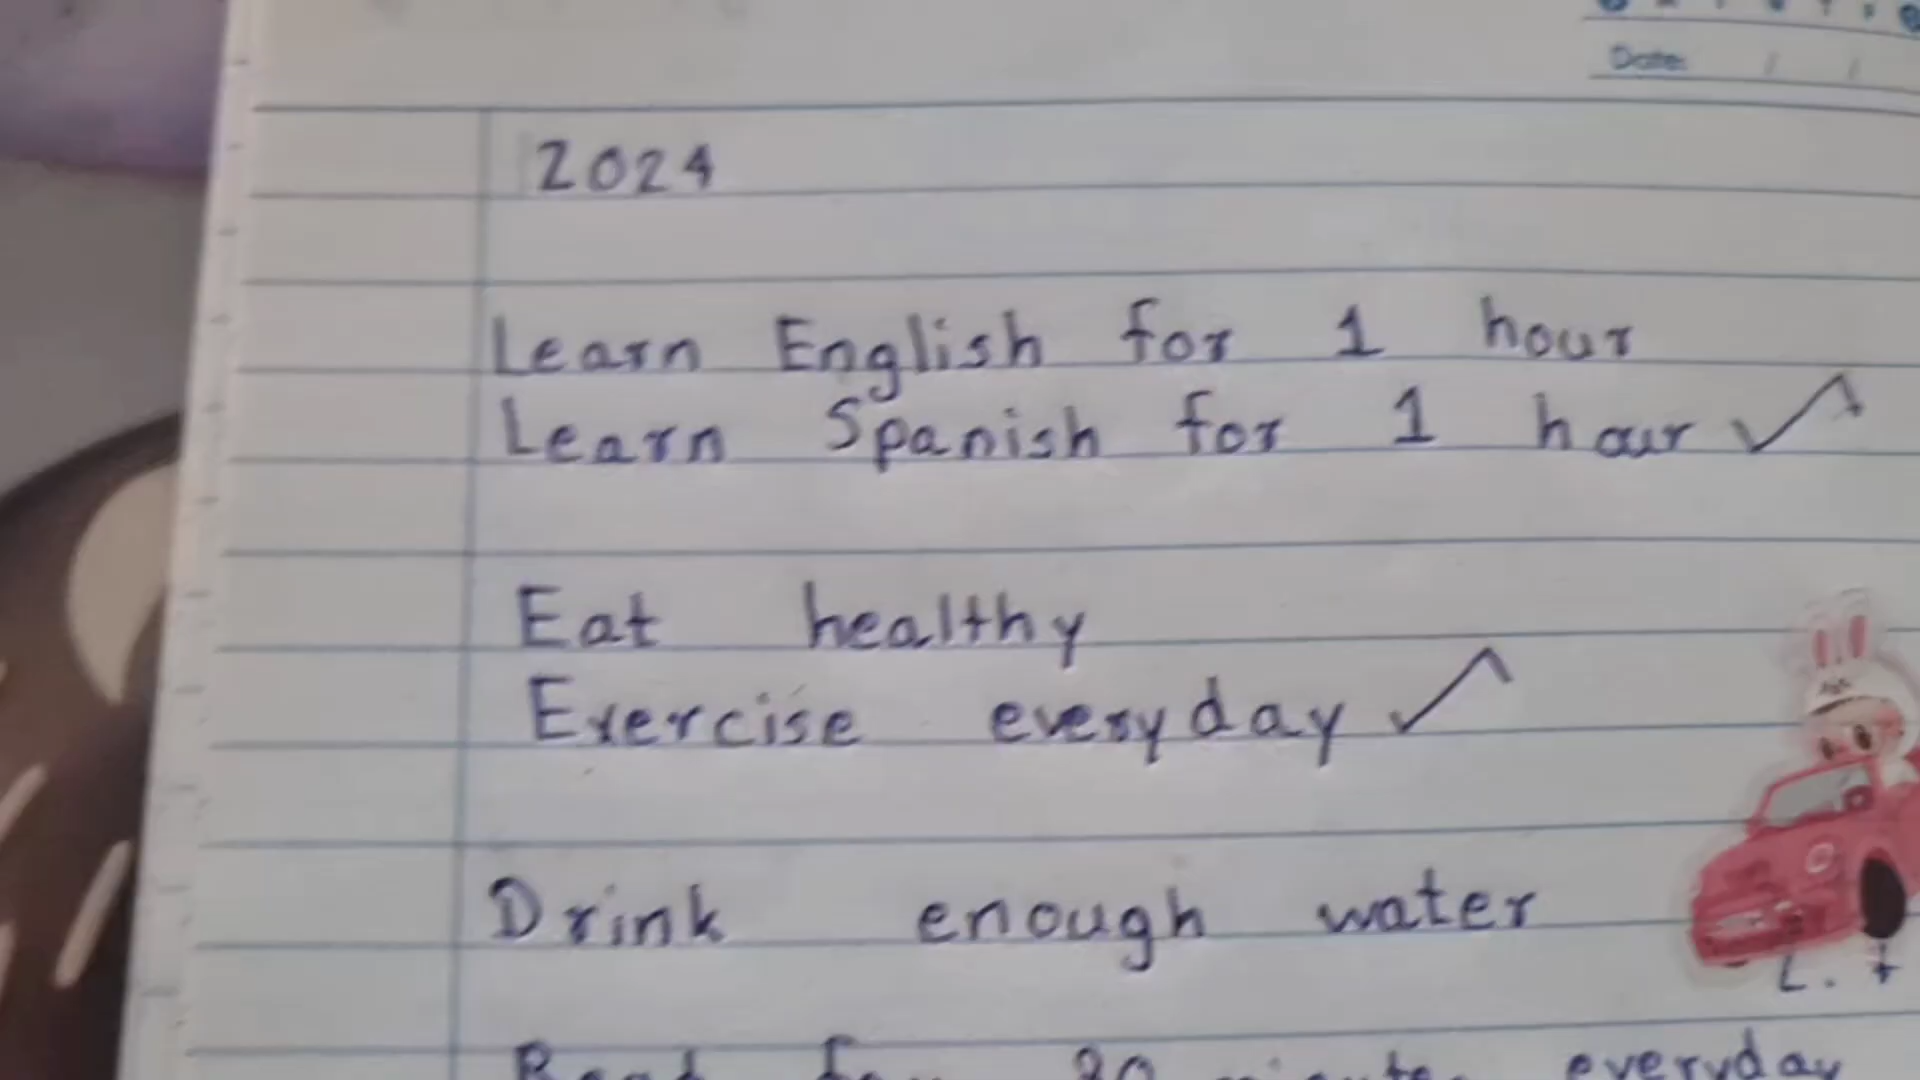 Date: / /
2024
Learn English for 1 hour
Learn Spanish for 1 hour
Eat healthy
Exercise everyday
Drink enough water
everyday